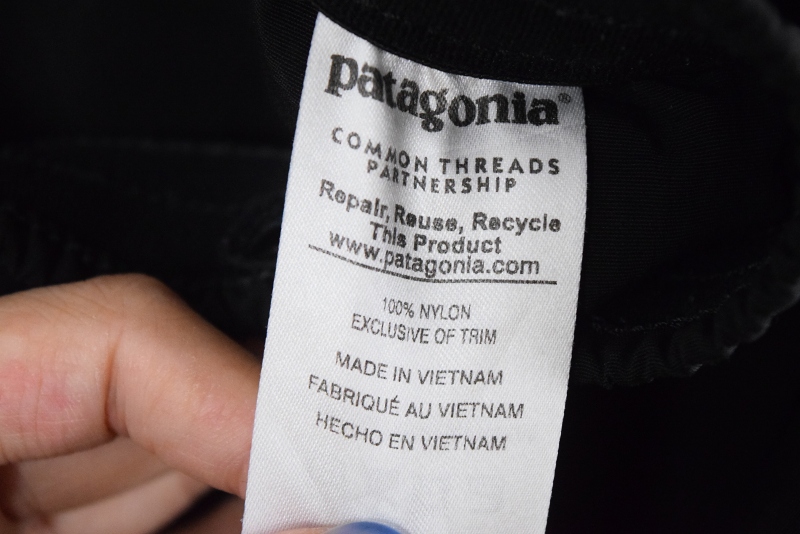 patagonia®
COMMON THREADS
PARTNERSHIP
Repair, Reuse, Recycle
This Product
www.patagonia.com
100% NYLON
EXCLUSIVE OF TRIM
MADE IN VIETNAM
FABRIQUÉ AU VIETNAM
HECHO EN VIETNAM